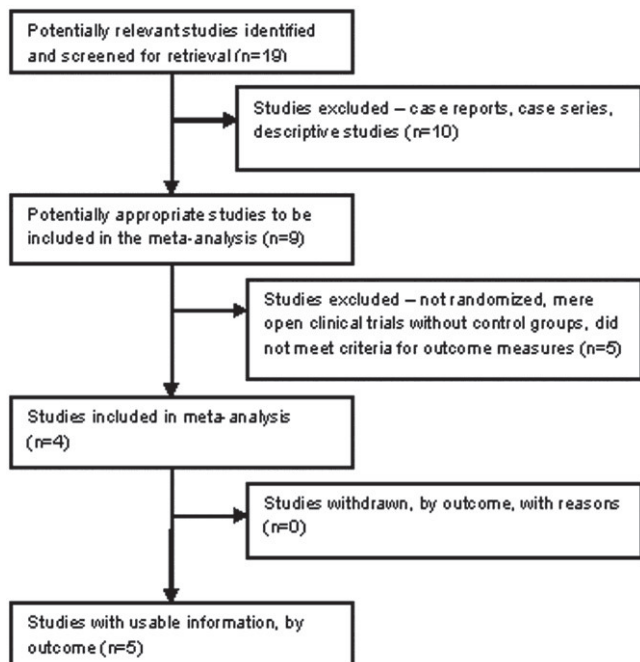 Potentially relevant studies identified
and screened for retrieval (n=19)
Studies excluded – case reports, case series,
descriptive studies (n=10)
Potentially appropriate studies to be
included in the meta-analysis (n=9)
Studies excluded – not randomized, mere
open clinical trials without control groups, did
not meet criteria for outcome measures (n=5)
Studies included in meta-analysis
(n=4)
Studies withdrawn, by outcome, with reasons
(n=0)
Studies with usable information, by
outcome (n=5)